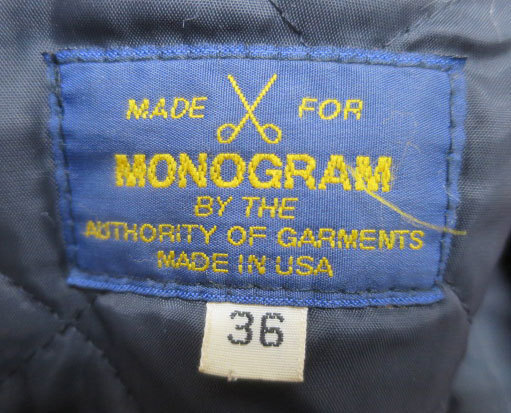 MADE FOR
MONOGRAM
BY THE
AUTHORITY OF GARMENTS
MADE IN USA
36